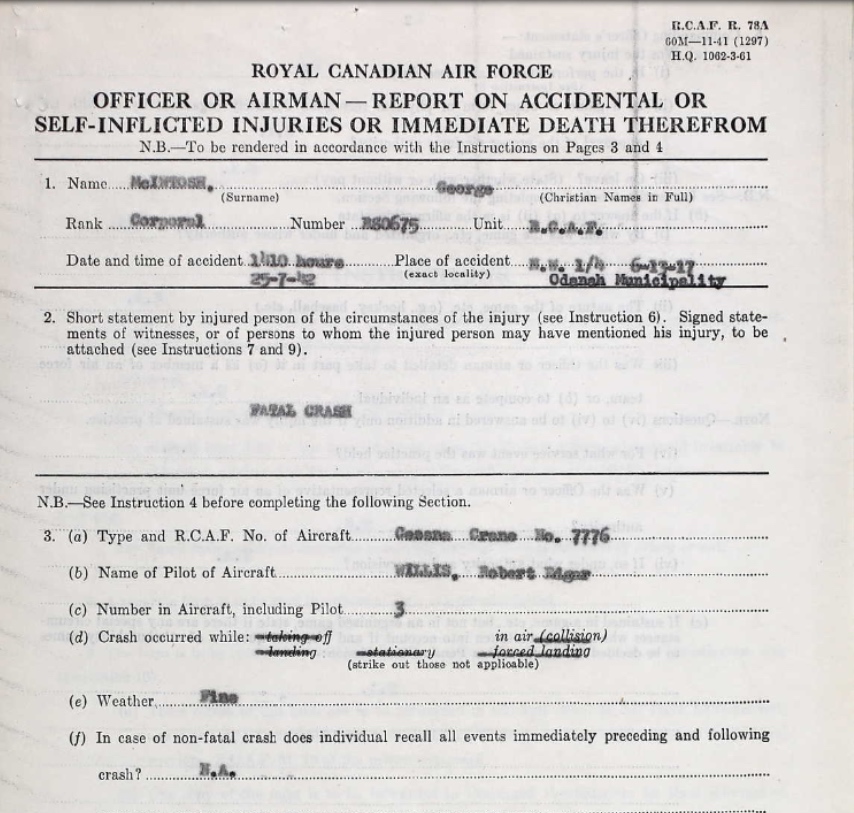 R.C.A.F. R. 78A
60M—11-41 (1297)
H.Q. 1062-3-61
ROYAL CANADIAN AIR FORCE
OFFICER OR AIRMAN—REPORT ON ACCIDENTAL OR
SELF-INFLICTED INJURIES OR IMMEDIATE DEATH THEREFROM
N.B.—To be rendered in accordance with the Instructions on Pages 3 and 4
1. Name McINTOSH, George
(Surname) (Christian Names in Full)
Rank Corporal Number R80675 Unit R.C.A.F.
Date and time of accident 1410 hours Place of accident N.W. 1/4 6-13-17
25-7-42 (exact locality) Odanah Municipality
2. Short statement by injured person of the circumstances of the injury (see Instruction 6). Signed state-
ments of witnesses, or of persons to whom the injured person may have mentioned his injury, to be
attached (see Instructions 7 and 9).
FATAL CRASH
N.B.—See Instruction 4 before completing the following Section.
3. (a) Type and R.C.A.F. No. of Aircraft Cessna Crane No. 7776
(b) Name of Pilot of Aircraft WILLIS, Robert Edgar
(c) Number in Aircraft, including Pilot 3
(d) Crash occurred while: taking off in air (collision)
landing stationary forced landing
(strike out those not applicable)
(e) Weather Fine
(f) In case of non-fatal crash does individual recall all events immediately preceding and following
crash? N.A.